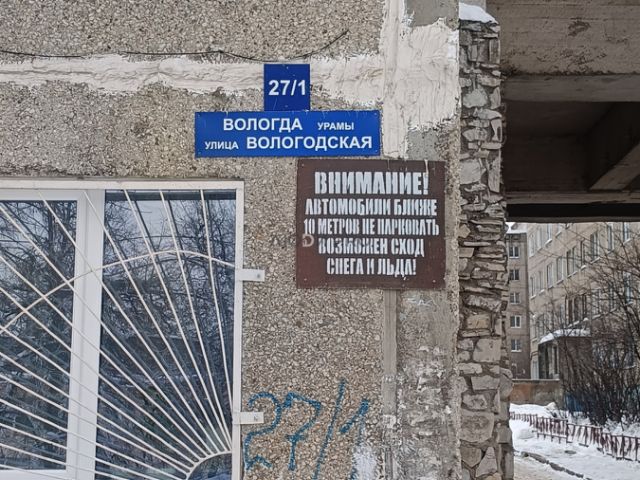 27/1
ВОЛОГДА УРАМЫ
УЛИЦА ВОЛОГОДСКАЯ
ВНИМАНИЕ!
АВТОМОБИЛИ БЛИЖЕ
10 МЕТРОВ НЕ ПАРКОВАТЬ
ВОЗМОЖЕН СХОД
СНЕГА И ЛЬДА!
27/1